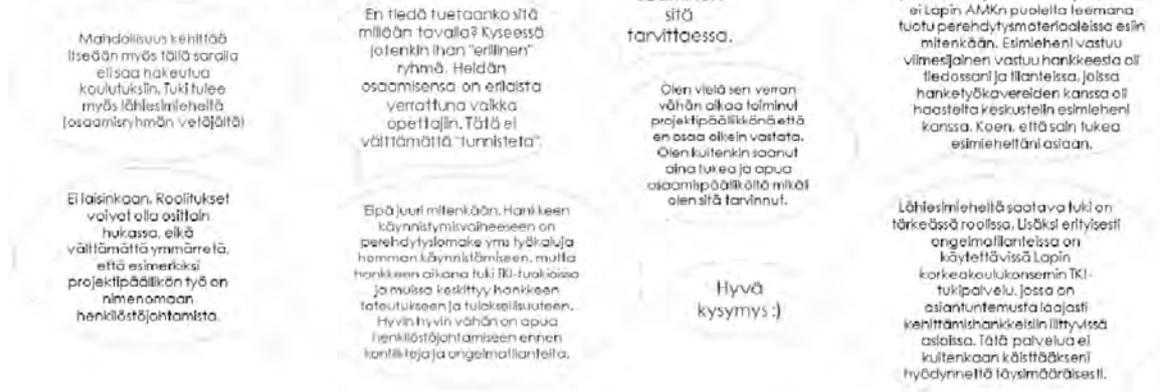 Mahdollisuus kehittää
itseään myös tällä saralla
eli saa hakeutua
koulutuksiin. Tuki tulee
myös lähiesimieheltä
(osaamisryhmän vetäjältä)
Ei laisinkaan. Roolitukset
voivat olla osittain
hukassa, eikä
välttämättä ymmärretä,
että esimerkiksi
projektipäällikön työ on
nimenomaan
henkilöstöjohtamista.
En tiedä tuetaanko sitä
millään tavalla? Kyseessä
jotenkin ihan "erillinen"
ryhmä. Heidän
osaamisensa on erilaista
verrattuna vaikka
opettajiin. Tätä ei
välttämättä "tunnisteta".
Eipä juuri mitenkään. Hankkeen
käynnistymisvaiheeseen on
perehdytyslomake yms työkaluja
homman käynnistämiseen, mutta
hankkeen aikana tuki TKI-tuokioissa
ja muissa keskittyy hankkeen
toteutukseen ja tuloksellisuuteen.
Hyvin hyvin vähän on apua
henkilöstöjohtamiseen ennen
konflikteja ja ongelmatilanteita.
sitä
tarvittaessa.
Olen vielä sen verran
vähän aikaa toiminut
projektipäällikkönä että
en osaa oikein vastata.
Olen kuitenkin saanut
aina tukea ja apua
osaamispäälliköltä mikäli
olen sitä tarvinnut.
Hyvä
kysymys :)
ei Lapin AMKn puolelta teemana
tuotu perehdytysmateriaaleissa esiin
mitenkään. Esimieheni vastuu
viimesijainen vastuu hankkeesta oli
tiedossani ja tilanteissa, joissa
hanketyökavereiden kanssa oli
haasteita keskustelin esimieheni
kanssa. Koen, että sain tukea
esimieheltäni asiaan.
Lähiesimieheltä saatava tuki on
tärkeässä roolissa. Lisäksi erityisesti
ongelmatilanteissa on
käytettävissä Lapin
korkeakoulukonsernin TKI-
tukipalvelu, jossa on
asiantuntemusta laajasti
kehittämishankkeisiin liittyvissä
asioissa. Tätä palvelua ei
kuitenkaan käsittääkseni
hyödynnettä täysimääräisesti.